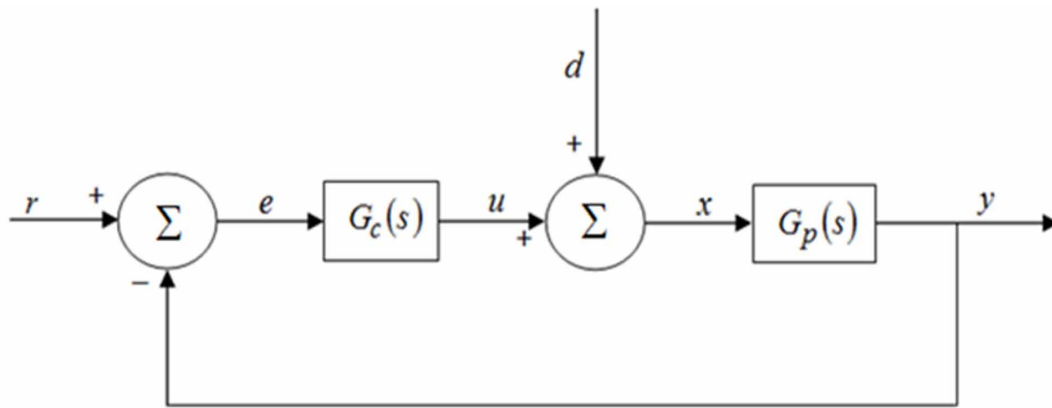 d
+
r + Σ e G_c(s) u + Σ x G_p(s) y
−